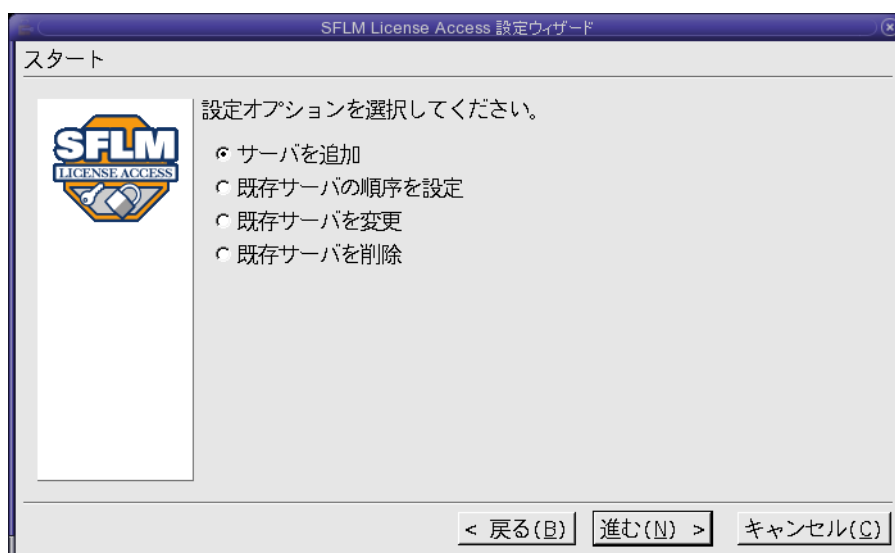 SFLM License Access 設定ウィザード
スタート
設定オプションを選択してください。
SFLM
LICENSE ACCESS
サーバを追加
既存サーバの順序を設定
既存サーバを変更
既存サーバを削除
< 戻る(B)
進む(N) >
キャンセル(C)